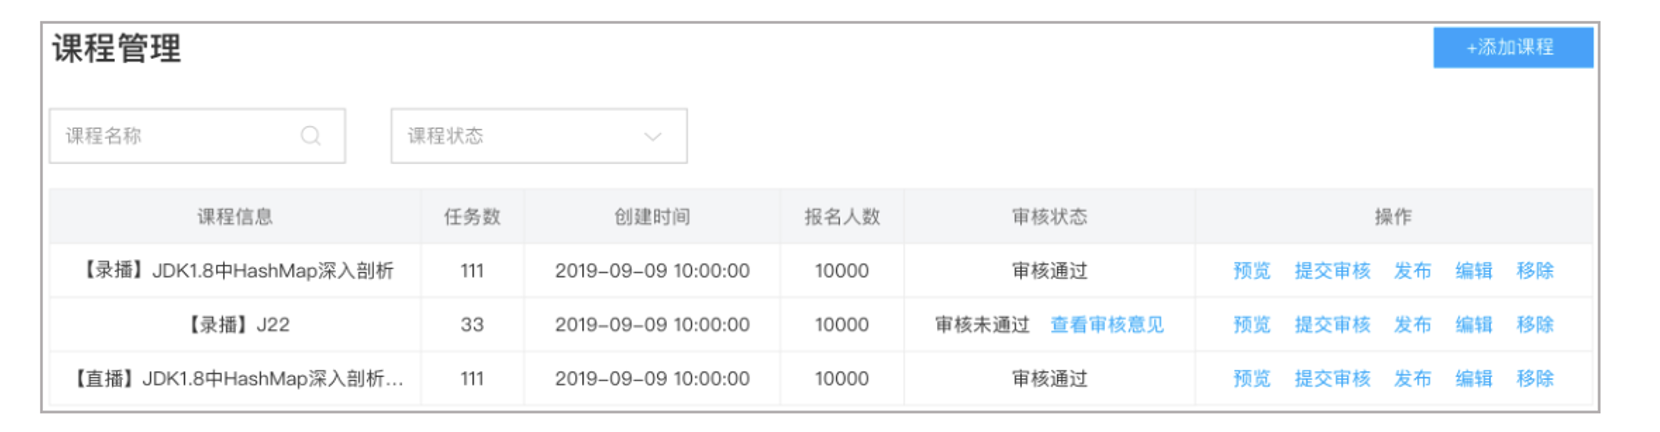 课程管理
+添加课程
课程名称 课程状态
课程信息 任务数 创建时间 报名人数 审核状态 操作
【录播】JDK1.8中HashMap深入剖析 111 2019-09-09 10:00:00 10000 审核通过 预览 提交审核 发布 编辑 移除
【录播】J22 33 2019-09-09 10:00:00 10000 审核未通过 查看审核意见 预览 提交审核 发布 编辑 移除
【直播】JDK1.8中HashMap深入剖析... 111 2019-09-09 10:00:00 10000 审核通过 预览 提交审核 发布 编辑 移除